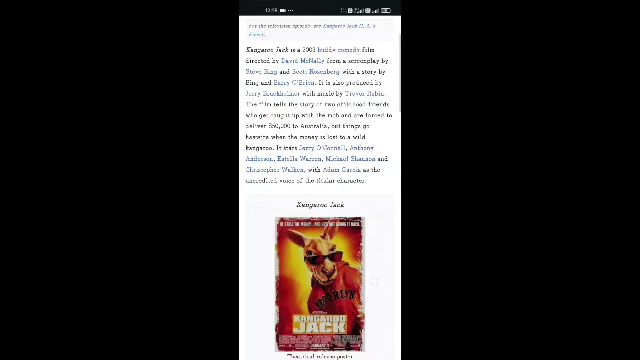 For the television episode, see Kangaroo Jack
Kangaroo Jack is a 2003 buddy comedy film
directed by David McNally from a screenplay by
Steve Bing and Scott Rosenberg with a story by
Bing and Barry O'Brien. It is also produced by
Jerry Bruckheimer with music by Trevor Rabin.
The film tells the story of two childhood friends
who get caught up with the mob and are forced to
deliver $50,000 to Australia, but things go
haywire when the money is lost to a wild
kangaroo. It stars Jerry O'Connell, Anthony
Anderson, Estella Warren, Michael Shannon and
Christopher Walken, with Adam Garcia as the
uncredited voice of the titular character.
Kangaroo Jack
BROOKLYN
KANGAROO
JACK
Theatrical release poster